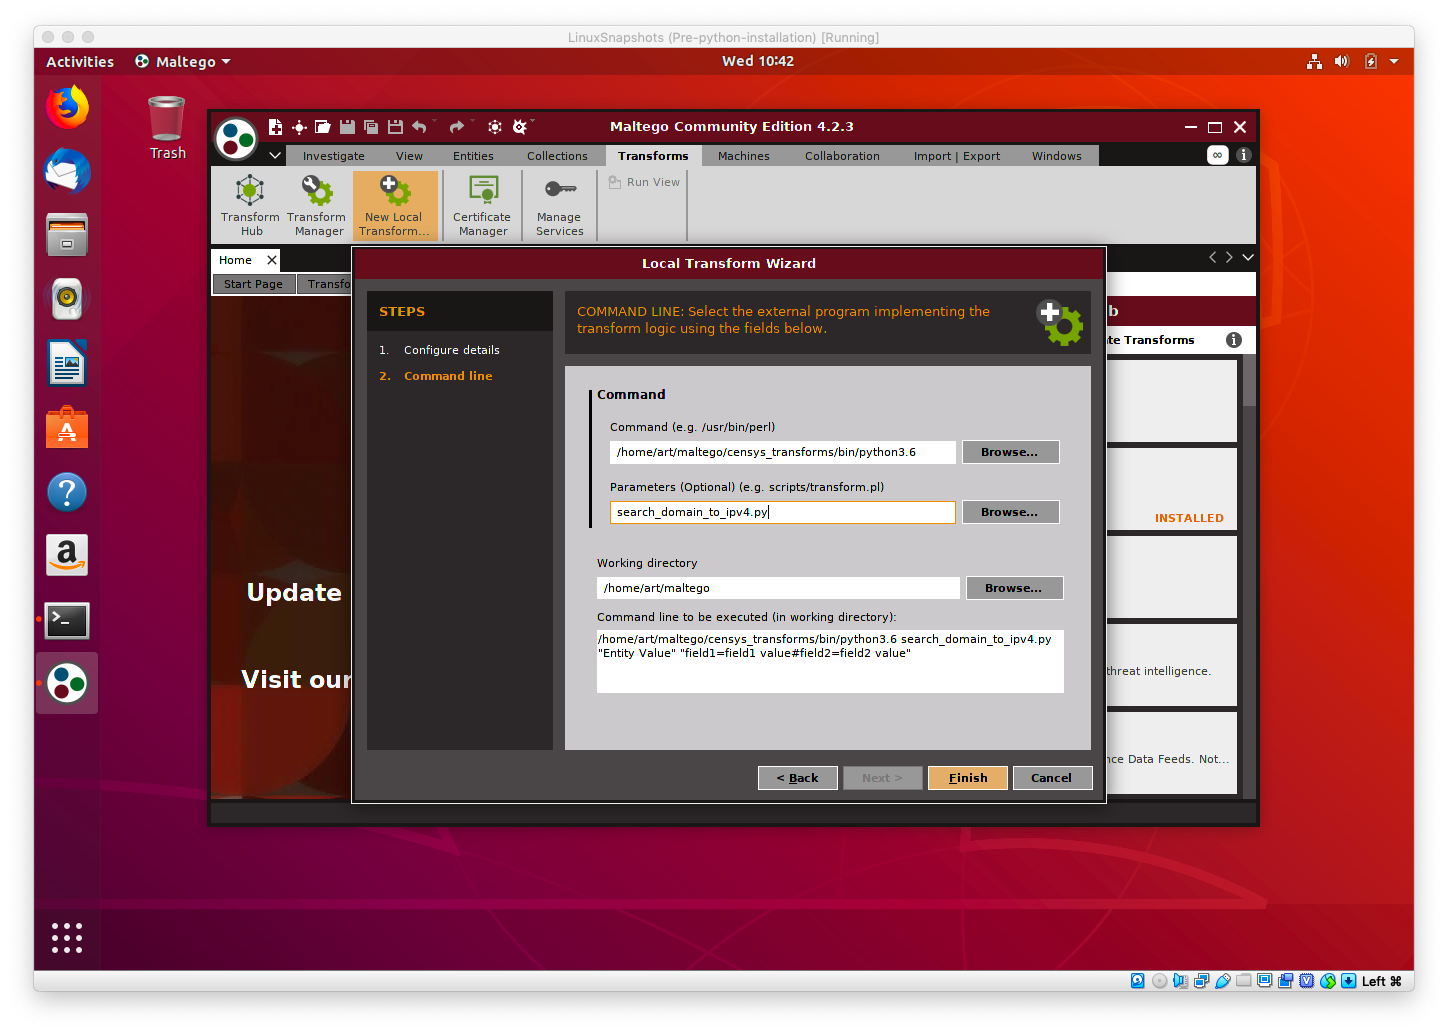 LinuxSnapshots (Pre-python-installation) [Running]
Activities
Maltego
Wed 10:42
Trash
Maltego Community Edition 4.2.3
Investigate
View
Entities
Collections
Transforms
Machines
Collaboration
Import | Export
Windows
Transform Hub
Transform Manager
New Local Transform...
Certificate Manager
Manage Services
Run View
Home
Start Page
Transfo
Local Transform Wizard
STEPS
1. Configure details
2. Command line
COMMAND LINE: Select the external program implementing the
transform logic using the fields below.
Command
Command (e.g. /usr/bin/perl)
/home/art/maltego/censys_transforms/bin/python3.6
Browse...
Parameters (Optional) (e.g. scripts/transform.pl)
search_domain_to_ipv4.py
Browse...
Working directory
/home/art/maltego
Browse...
Command line to be executed (in working directory):
/home/art/maltego/censys_transforms/bin/python3.6 search_domain_to_ipv4.py
"Entity Value" "field1=field1 value#field2=field2 value"
< Back
Next >
Finish
Cancel
Update
Visit our
b
te Transforms
INSTALLED
threat intelligence.
nce Data Feeds. Not...
Left ⌘